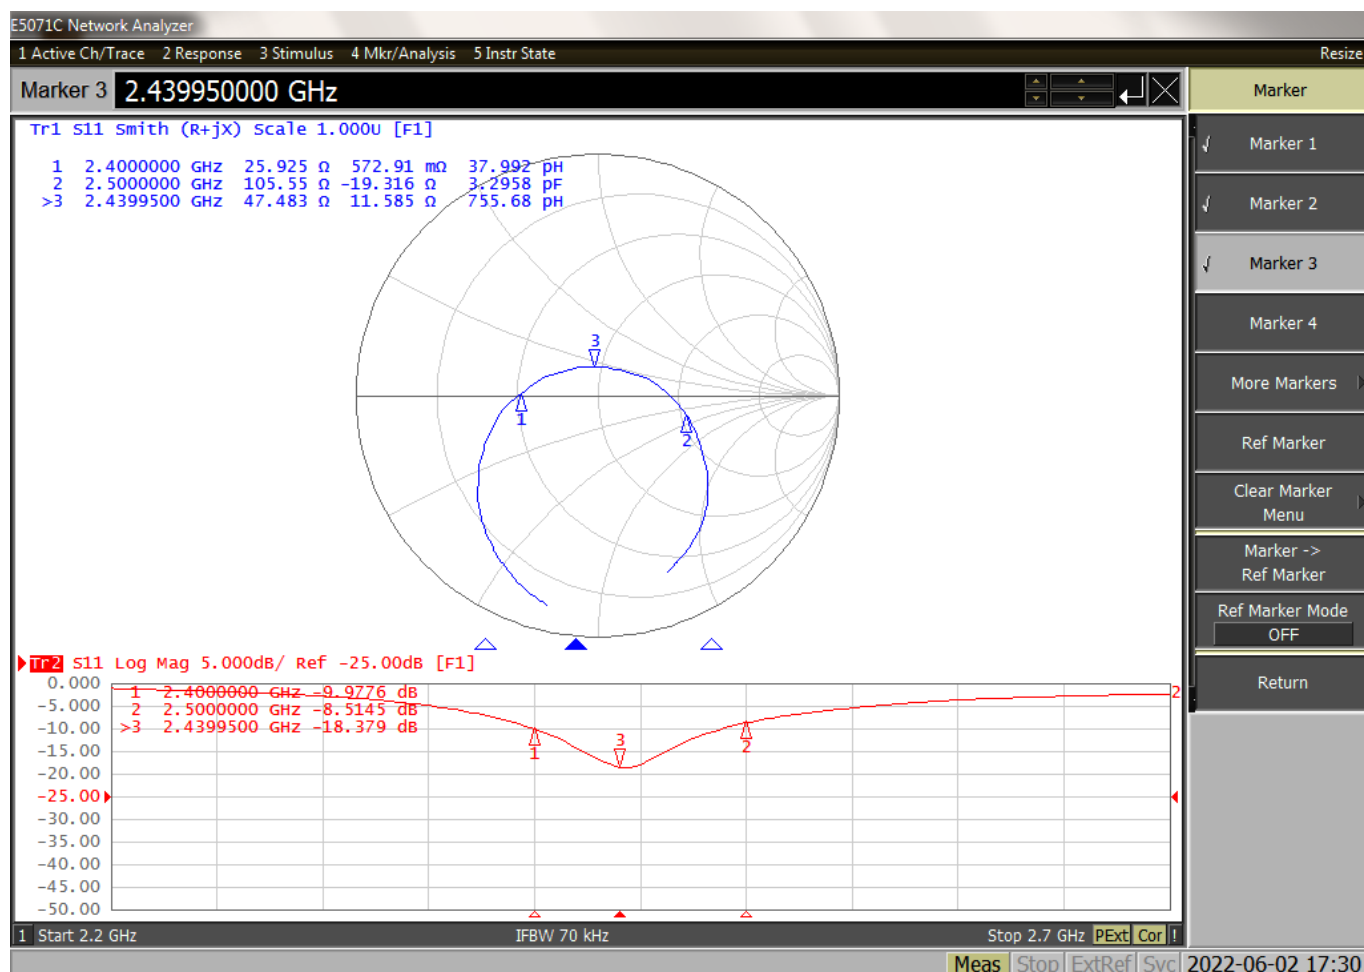 E5071C Network Analyzer
1 Active Ch/Trace 2 Response 3 Stimulus 4 Mkr/Analysis 5 Instr State Resize
Marker 3 2.439950000 GHz
Marker
Tr1 S11 Smith (R+jX) Scale 1.000U [F1]
1 2.4000000 GHz 25.925 Ω 572.91 mΩ 37.992 pH
2 2.5000000 GHz 105.55 Ω -19.316 Ω 3.2958 pF
>3 2.4399500 GHz 47.483 Ω 11.585 Ω 755.68 pH
3
1
2
Marker 1
Marker 2
Marker 3
Marker 4
More Markers
Ref Marker
Clear Marker
Menu
Marker ->
Ref Marker
Ref Marker Mode
OFF
Return
Tr2 S11 Log Mag 5.000dB/ Ref -25.00dB [F1]
1 2.4000000 GHz -9.9776 dB
2 2.5000000 GHz -8.5145 dB
>3 2.4399500 GHz -18.379 dB
0.000
-5.000
-10.00
-15.00
-20.00
-25.00
-30.00
-35.00
-40.00
-45.00
-50.00
1
3
2
2
1 Start 2.2 GHz IFBW 70 kHz Stop 2.7 GHz PExt Cor !
Meas Stop ExtRef Svc 2022-06-02 17:30